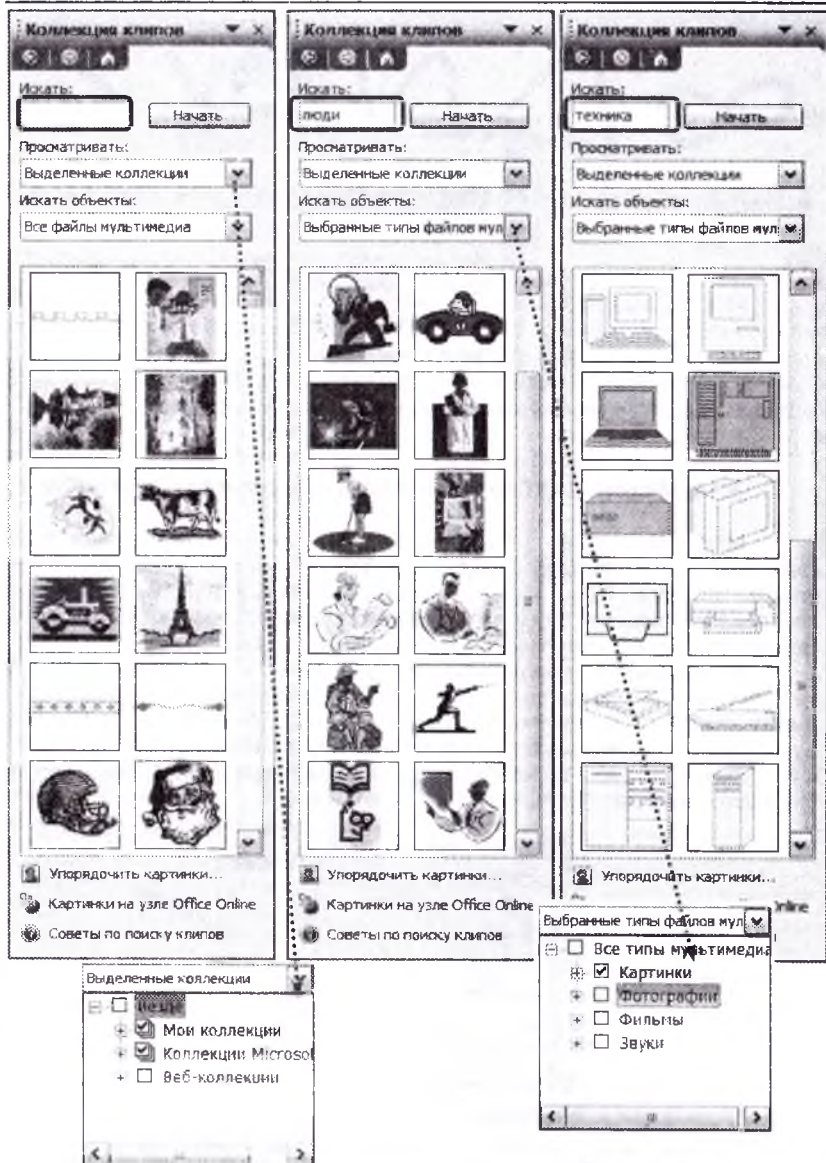 Коллекция клипов
Искать:
Начать
Просматривать:
Выделенные коллекции
Искать объекты:
Все файлы мультимедиа
Упорядочить картинки...
Картинки на узле Office Online
Советы по поиску клипов
Коллекция клипов
Искать:
люди
Начать
Просматривать:
Выделенные коллекции
Искать объекты:
Выбранные типы файлов мул
Упорядочить картинки...
Картинки на узле Office Online
Советы по поиску клипов
Коллекция клипов
Искать:
техника
Начать
Просматривать:
Выделенные коллекции
Искать объекты:
Выбранные типы файлов мул
Упорядочить картинки...
Online
Выделенные коллекции
Везде
Мои коллекции
Коллекции Microsof
Веб-коллекции
Выбранные типы файлов мул
Все типы мультимедиа
Картинки
Фотографии
Фильмы
Звуки